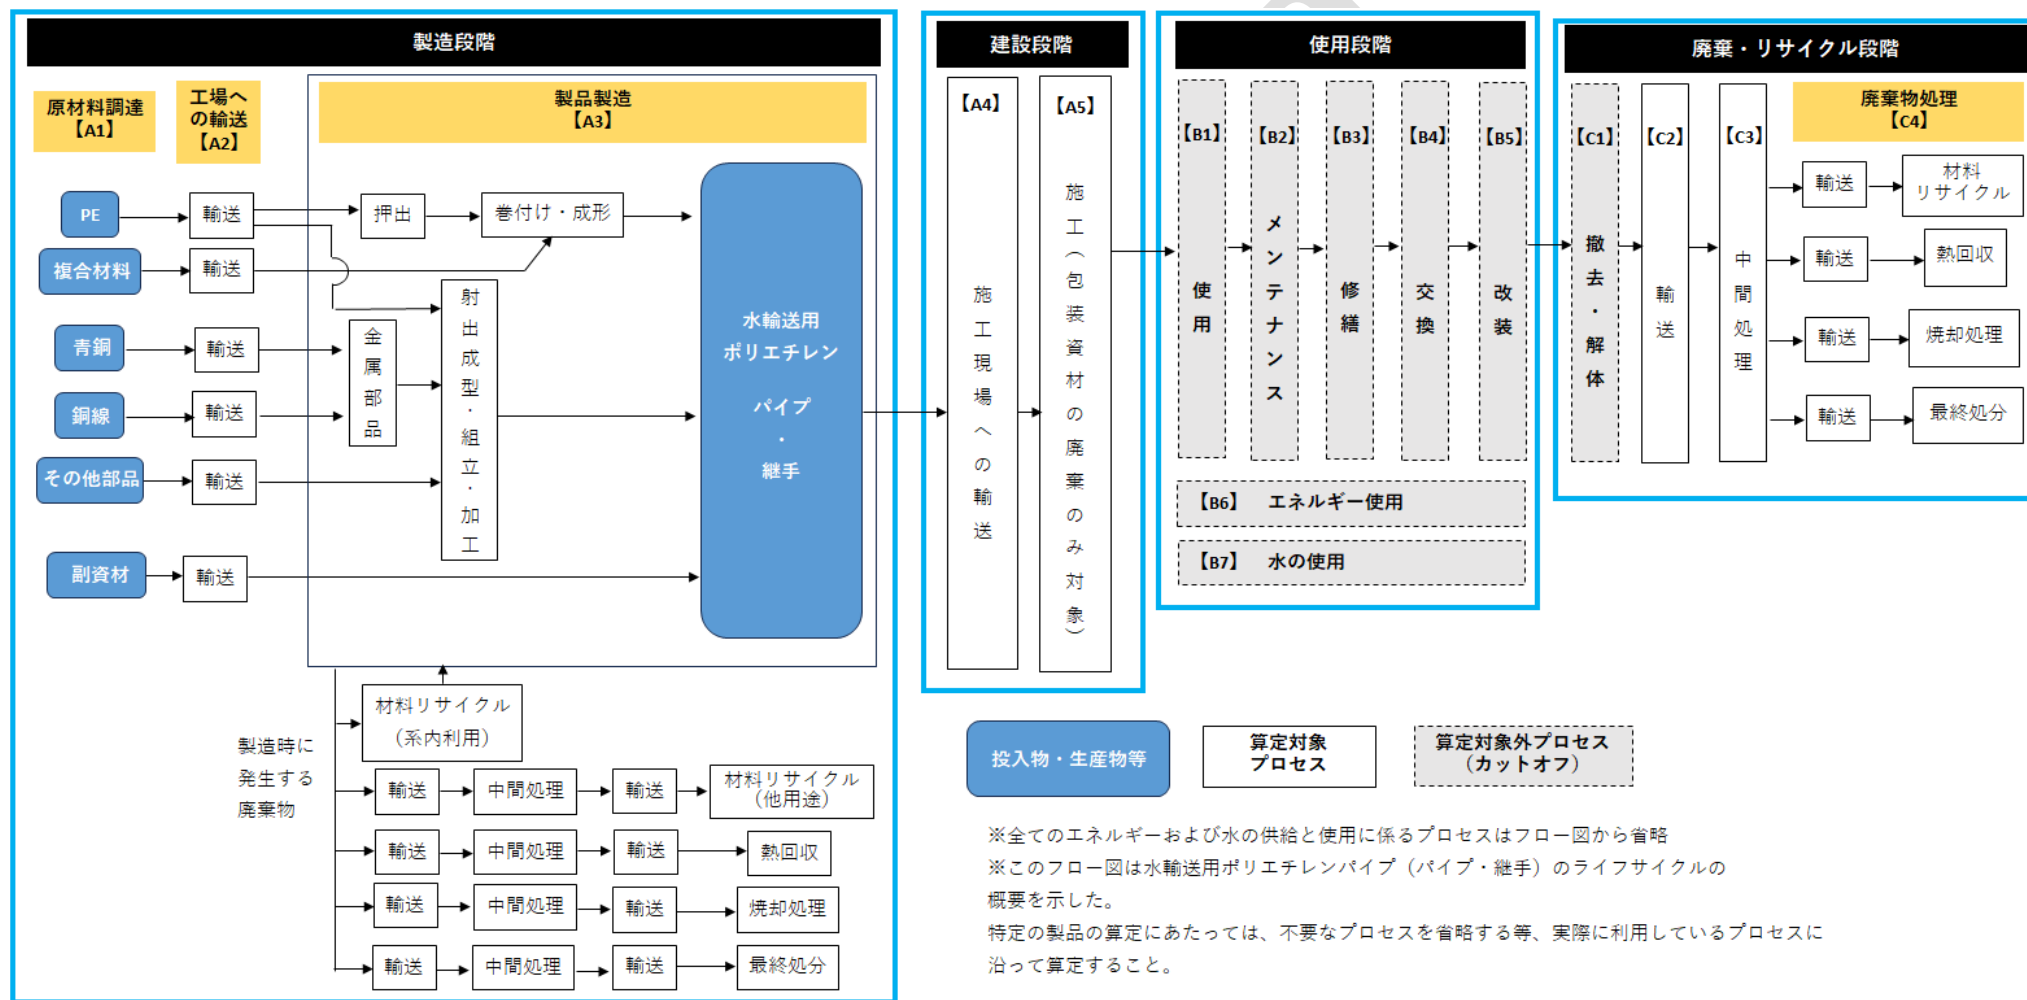 製造段階
原材料調達
【A1】
工場へ
の輸送
【A2】
製品製造
【A3】
PE
輸送
押出
巻付け・成形
複合材料
輸送
青銅
輸送
金属部品
銅線
輸送
射出成型・組立・加工
その他部品
輸送
副資材
輸送
水輸送用
ポリエチレン
パイプ
・
継手
製造時に
発生する
廃棄物
材料リサイクル
（系内利用）
輸送
中間処理
輸送
材料リサイクル
（他用途）
輸送
中間処理
輸送
熱回収
輸送
中間処理
輸送
焼却処理
輸送
中間処理
輸送
最終処分
建設段階
【A4】
施工現場への輸送
【A5】
施工（包装資材の廃棄のみ対象）
使用段階
【B1】
使用
【B2】
メンテナンス
【B3】
修繕
【B4】
交換
【B5】
改装
【B6】 エネルギー使用
【B7】 水の使用
廃棄・リサイクル段階
【C1】
撤去・解体
【C2】
輸送
【C3】
中間処理
廃棄物処理
【C4】
輸送
材料
リサイクル
輸送
熱回収
輸送
焼却処理
輸送
最終処分
投入物・生産物等
算定対象
プロセス
算定対象外プロセス
（カットオフ）
※全てのエネルギーおよび水の供給と使用に係るプロセスはフロー図から省略
※このフロー図は水輸送用ポリエチレンパイプ（パイプ・継手）のライフサイクルの
概要を示した。
特定の製品の算定にあたっては、不要なプロセスを省略する等、実際に利用しているプロセスに
沿って算定すること。